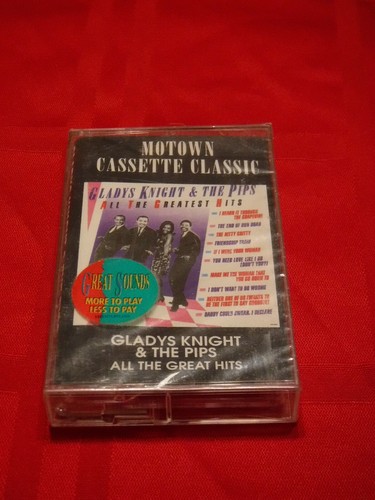 MOTOWN
CASSETTE CLASSIC
GLADYS KNIGHT & THE PIPS
ALL THE GREATEST HITS
I HEARD IT THROUGH
THE GRAPEVINE
THE END OF OUR ROAD
THE NITTY GRITTY
FRIENDSHIP TRAIN
IF I WERE YOUR WOMAN
YOU NEED LOVE LIKE I DO
(DON'T YOU?)
MAKE ME THE WOMAN THAT
YOU GO HOME TO
I DON'T WANT TO DO WRONG
NEITHER ONE OF US (WANTS TO
BE THE FIRST TO SAY GOODBYE)
DADDY COULD SWEAR, I DECLARE
GREAT SOUNDS
MORE TO PLAY
LESS TO PAY
GLADYS KNIGHT
& THE PIPS
ALL THE GREAT HITS